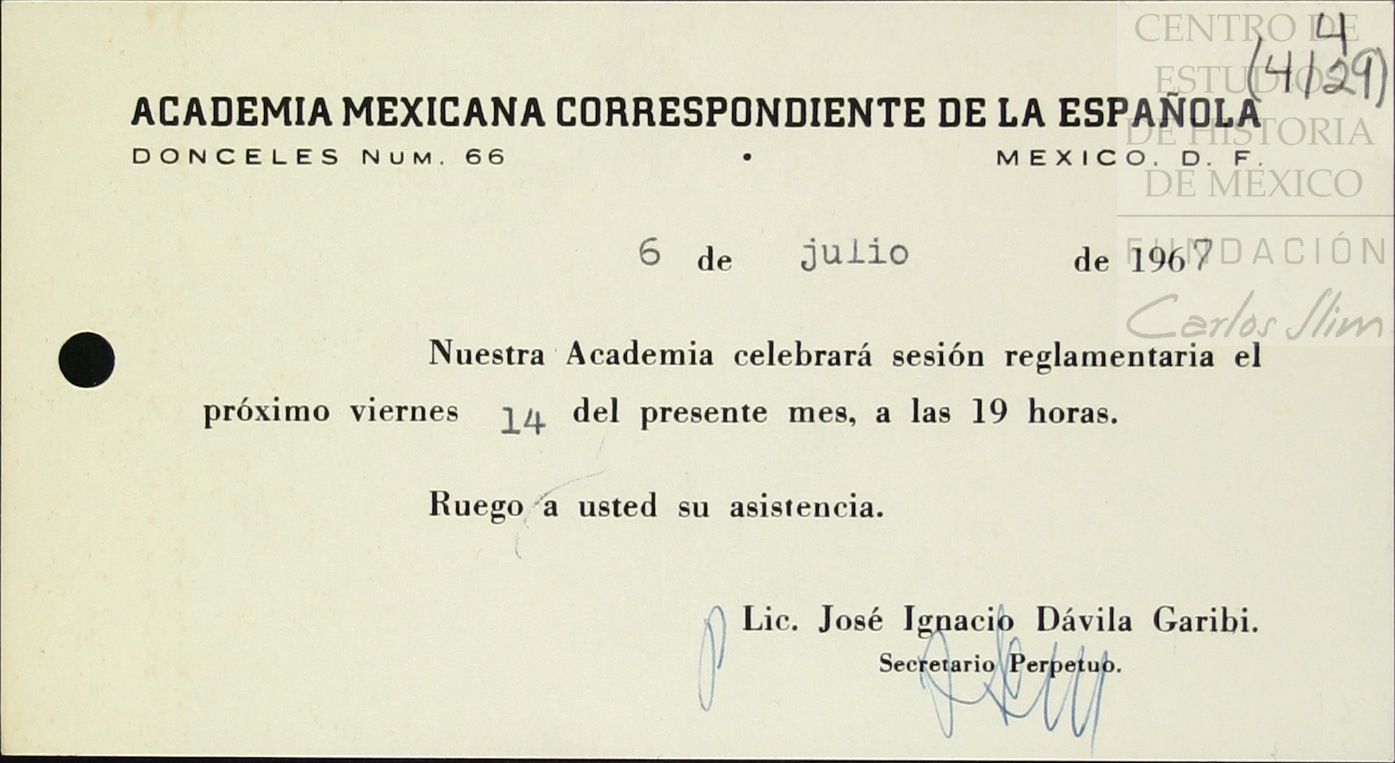 4
(4/29)
CENTRO DE
ESTUDIOS
DE HISTORIA
DE MÉXICO
FUNDACIÓN
Carlos Slim
ACADEMIA MEXICANA CORRESPONDIENTE DE LA ESPAÑOLA
DONCELES NUM. 66 • MEXICO, D. F.
6 de julio de 1967
Nuestra Academia celebrará sesión reglamentaria el
próximo viernes 14 del presente mes, a las 19 horas.
Ruego a usted su asistencia.
Lic. José Ignacio Dávila Garibi.
Secretario Perpetuo.